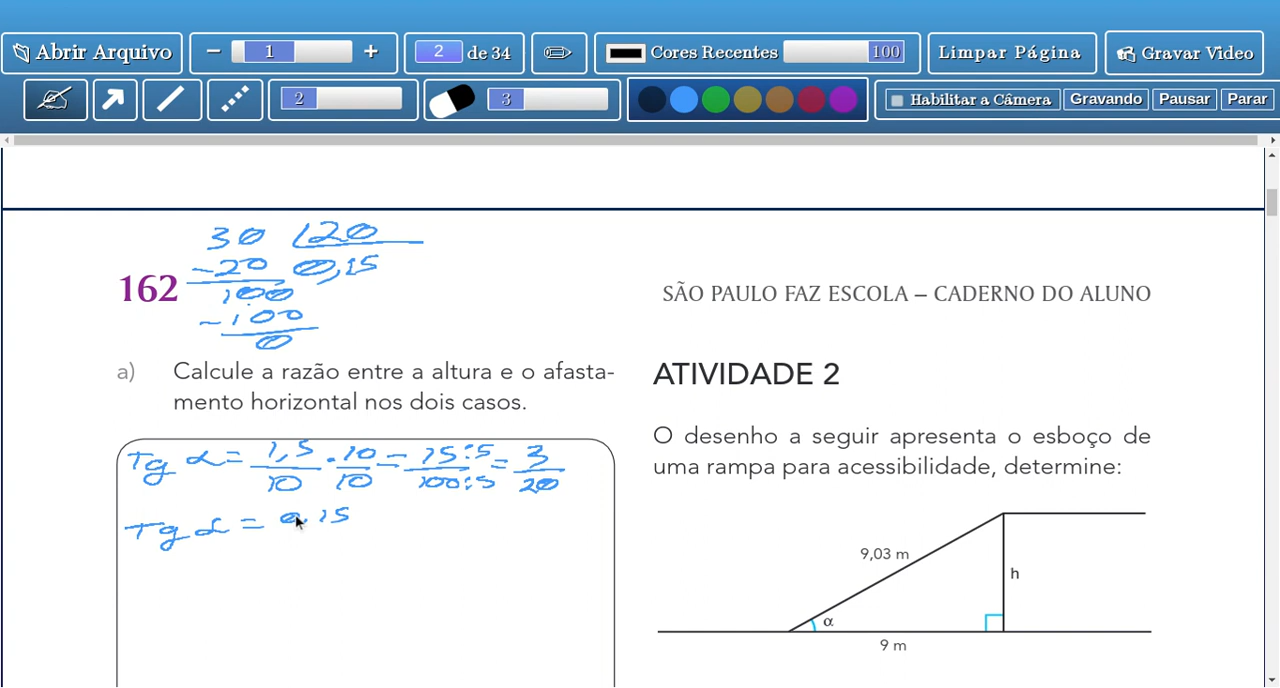 Abrir Arquivo − 1 + 2 de 34 Cores Recentes 100 Limpar Página Gravar Video
2 3 Habilitar a Câmera Gravando Pausar Parar
30 20
-20 0,15
100
-100
0
162
SÃO PAULO FAZ ESCOLA – CADERNO DO ALUNO
a) Calcule a razão entre a altura e o afasta-
mento horizontal nos dois casos.
Tg α = 1,5/10 · 10/10 = 15:5/100:5 = 3/20
Tg α = 0,15
ATIVIDADE 2
O desenho a seguir apresenta o esboço de
uma rampa para acessibilidade, determine:
9,03 m
h
α
9 m